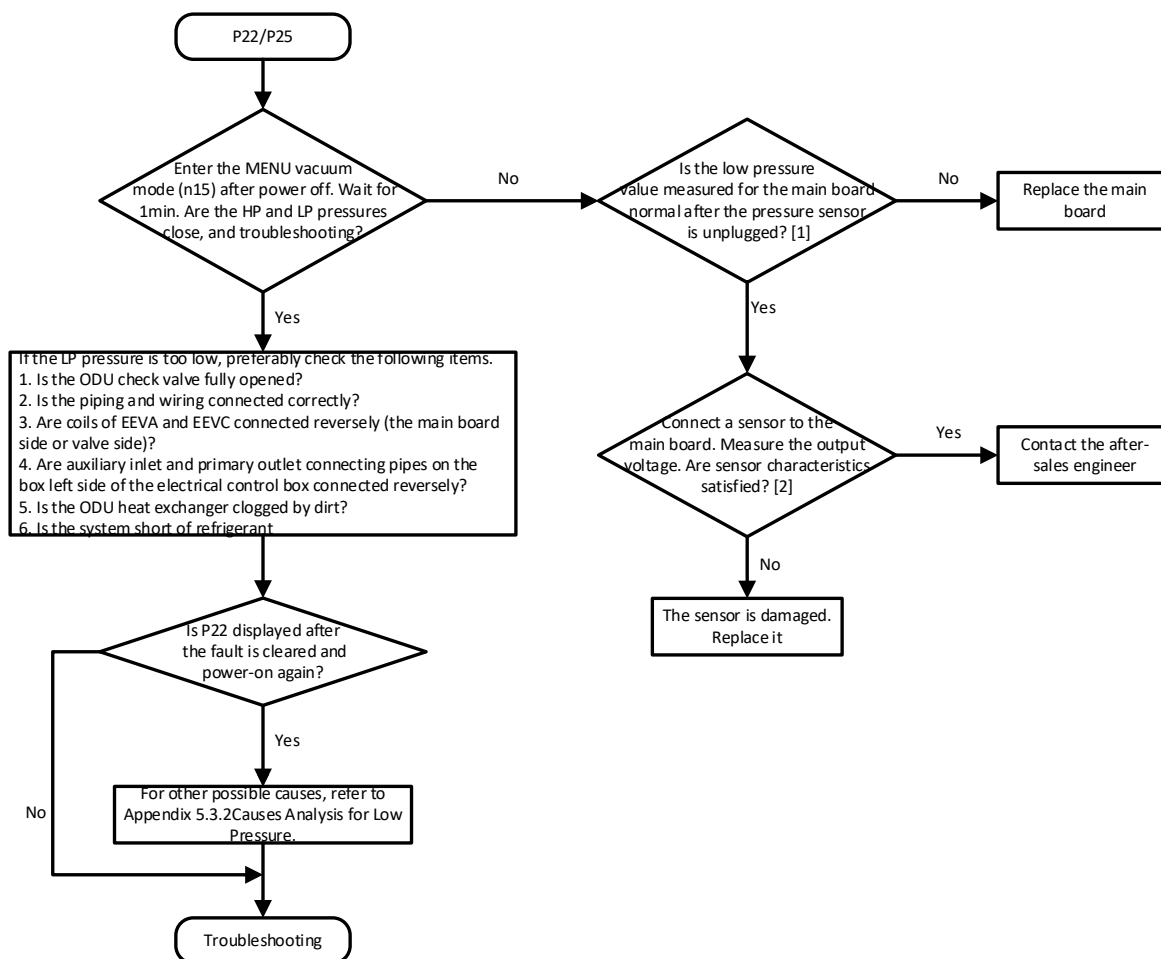 P22/P25
Enter the MENU vacuum
mode (n15) after power off. Wait for
1min. Are the HP and LP pressures
close, and troubleshooting?
No
Is the low pressure
value measured for the main board
normal after the pressure sensor
is unplugged? [1]
No
Replace the main
board
Yes
Yes
If the LP pressure is too low, preferably check the following items.
1. Is the ODU check valve fully opened?
2. Is the piping and wiring connected correctly?
3. Are coils of EEVA and EEVC connected reversely (the main board
side or valve side)?
4. Are auxiliary inlet and primary outlet connecting pipes on the
box left side of the electrical control box connected reversely?
5. Is the ODU heat exchanger clogged by dirt?
6. Is the system short of refrigerant
Connect a sensor to the
main board. Measure the output
voltage. Are sensor characteristics
satisfied? [2]
Yes
Contact the after-
sales engineer
No
The sensor is damaged.
Replace it
Is P22 displayed after
the fault is cleared and
power-on again?
Yes
No
For other possible causes, refer to
Appendix 5.3.2Causes Analysis for Low
Pressure.
Troubleshooting